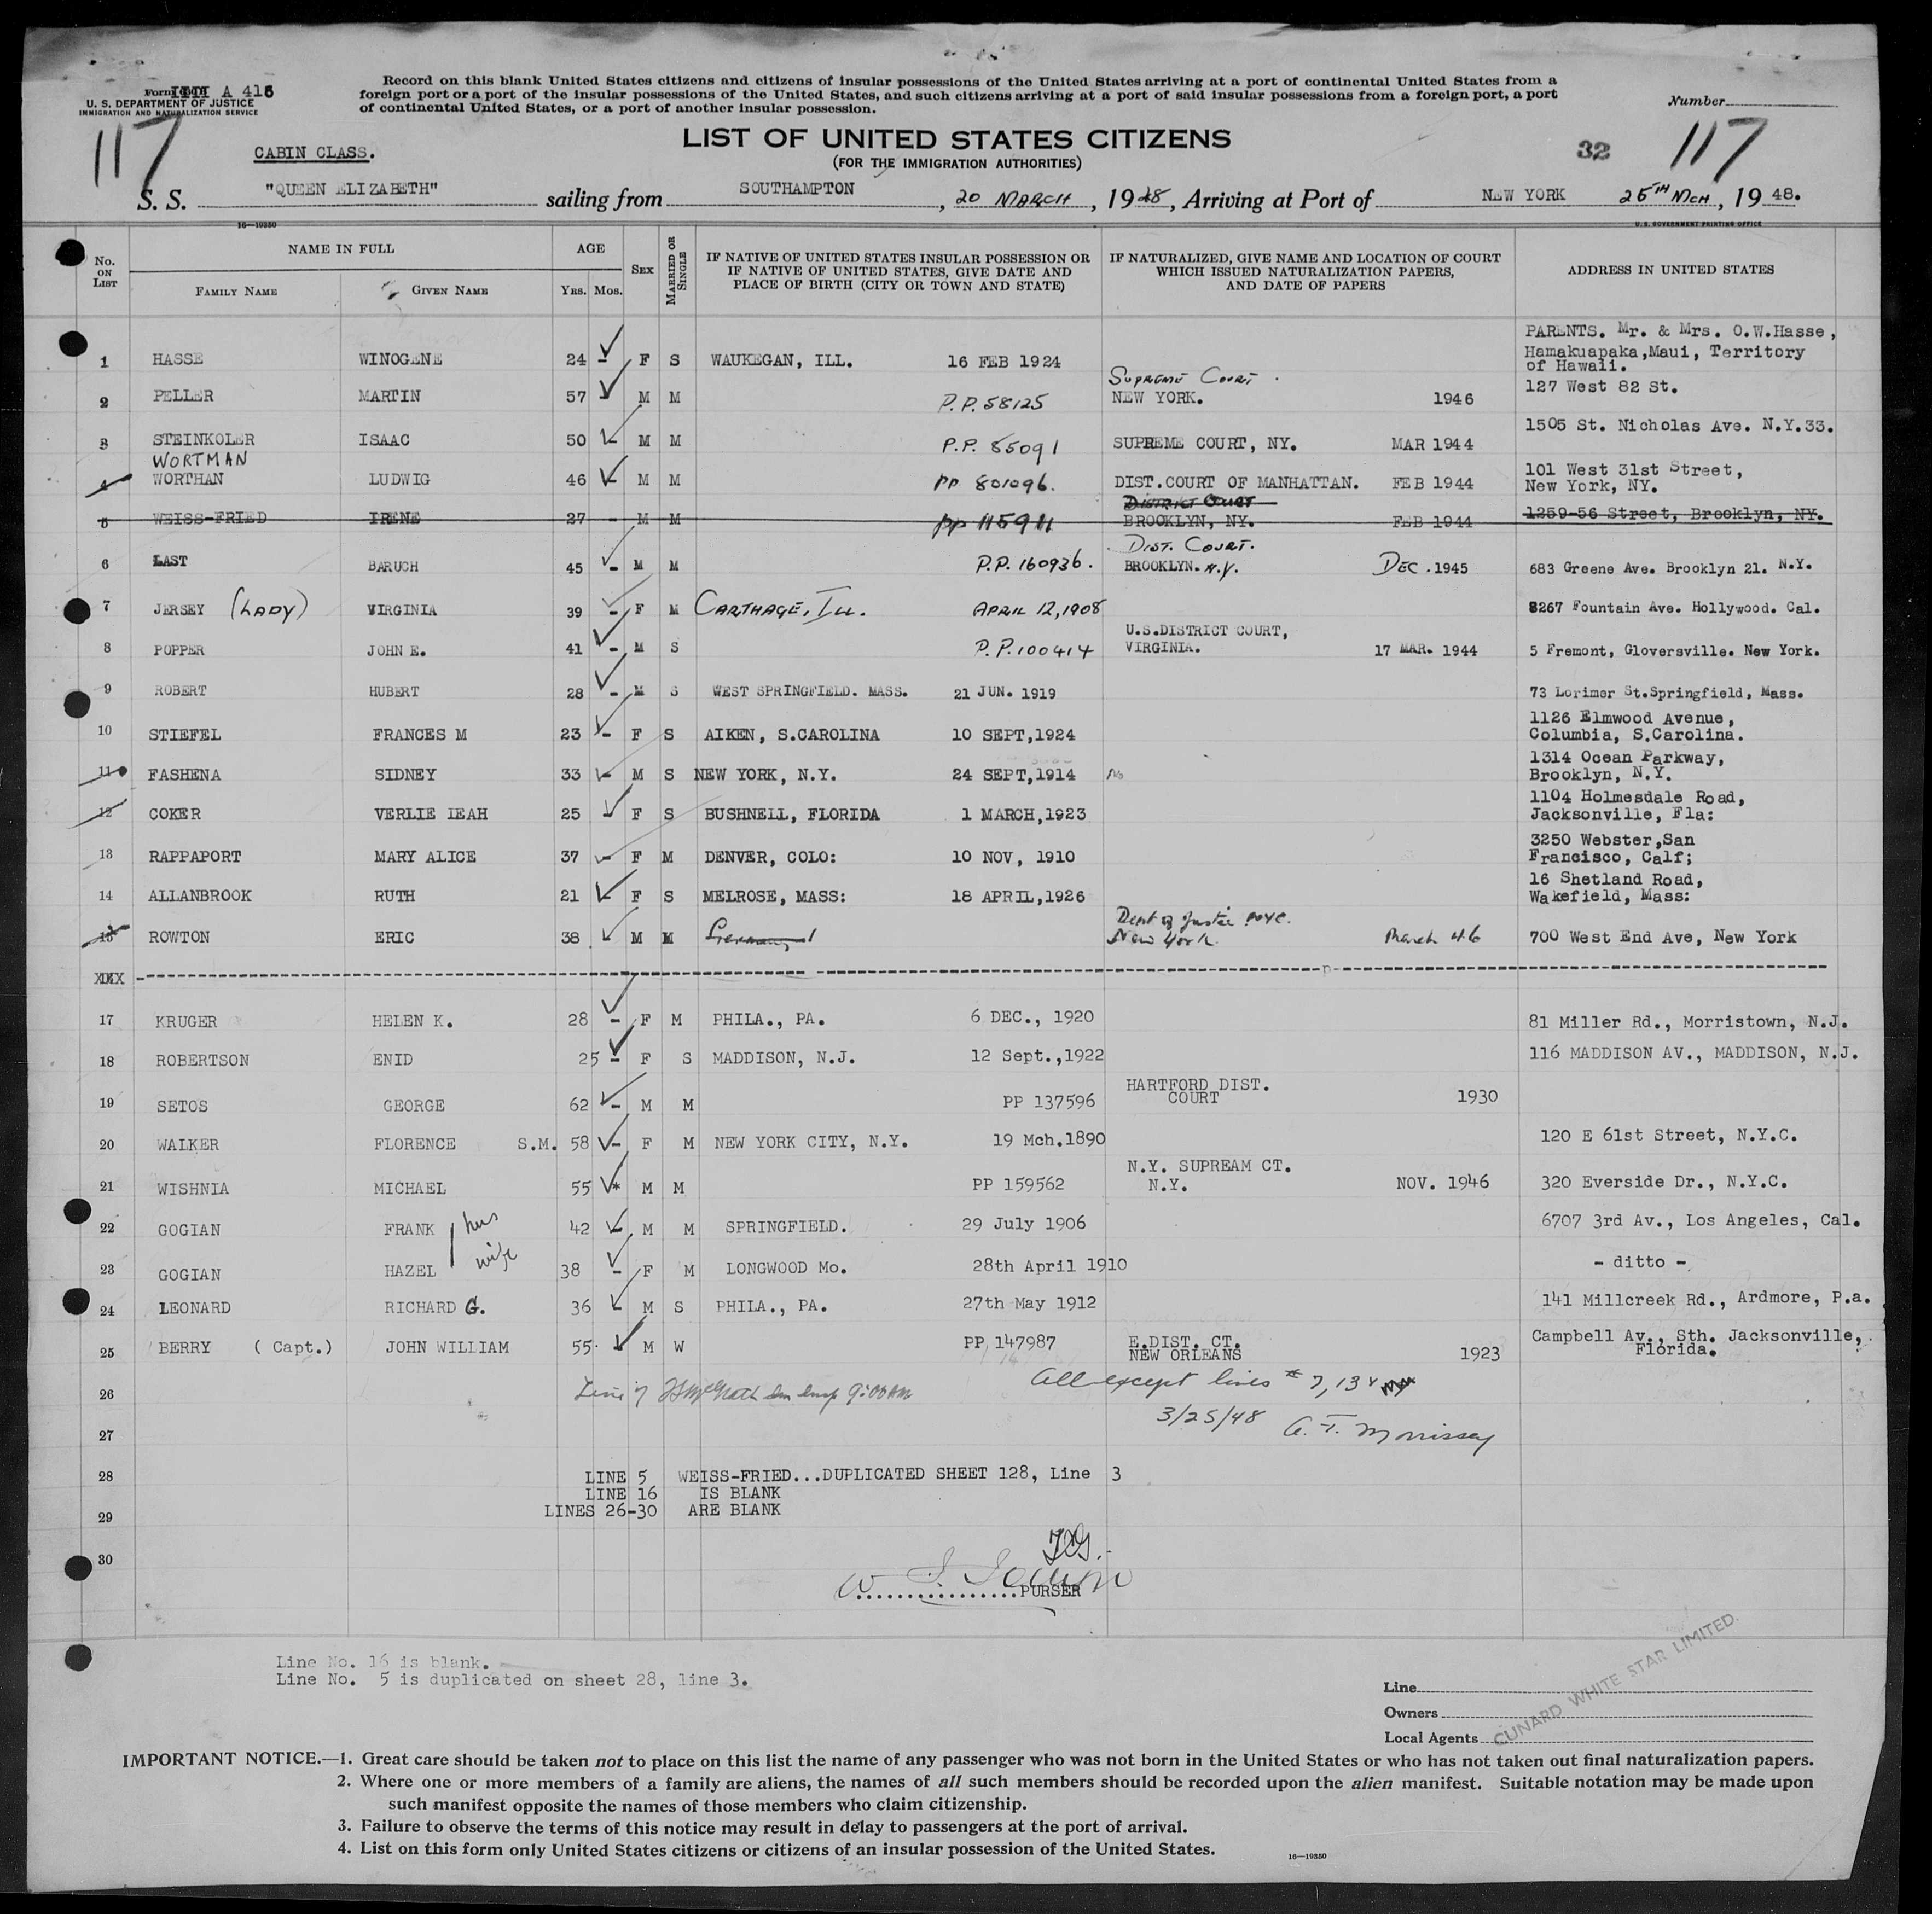 Form A 415
U. S. DEPARTMENT OF JUSTICE
IMMIGRATION AND NATURALIZATION SERVICE
Record on this blank United States citizens and citizens of insular possessions of the United States arriving at a port of continental United States from a
foreign port or a port of the insular possessions of the United States, and such citizens arriving at a port of said insular possessions from a foreign port, a port
of continental United States, or a port of another insular possession.
Number
117
CABIN CLASS.
LIST OF UNITED STATES CITIZENS
(FOR THE IMMIGRATION AUTHORITIES)
32
117
S. S. "QUEEN ELIZABETH" sailing from SOUTHAMPTON, 20 MARCH, 1948, Arriving at Port of NEW YORK 25TH MCH, 1948.
16—19350
U. S. GOVERNMENT PRINTING OFFICE
No. ON LIST
NAME IN FULL
FAMILY NAME
GIVEN NAME
AGE
YRS. MOS.
SEX
MARRIED OR SINGLE
IF NATIVE OF UNITED STATES INSULAR POSSESSION OR
IF NATIVE OF UNITED STATES, GIVE DATE AND
PLACE OF BIRTH (CITY OR TOWN AND STATE)
IF NATURALIZED, GIVE NAME AND LOCATION OF COURT
WHICH ISSUED NATURALIZATION PAPERS,
AND DATE OF PAPERS
ADDRESS IN UNITED STATES
PARENTS. Mr. & Mrs. O.W.Hasse,
1 HASSE WINOGENE 24 - F S WAUKEGAN, ILL. 16 FEB 1924 Hamakuapaka,Maui, Territory
of Hawaii.
Supreme Court.
2 PELLER MARTIN 57 M M P.P. 58125 NEW YORK. 1946 127 West 82 St.
3 STEINKOLER ISAAC 50 M M P.P. 85091 SUPREME COURT, NY. MAR 1944 1505 St. Nicholas Ave. N.Y.33.
WORTMAN
4 WORTHAN LUDWIG 46 M M PP 801096. DIST.COURT OF MANHATTAN. FEB 1944 101 West 31st Street,
New York, NY.
District Court
5 WEISS-FRIED IRENE 27 - M M pp 115911 BROOKLYN, NY. FEB 1944 1259-56 Street, Brooklyn, NY.
Dist. Court.
6 LAST BARUCH 45 - M M P.P. 160936. BROOKLYN. N.Y. DEC.1945 683 Greene Ave. Brooklyn 21. N.Y.
7 JERSEY (LADY) VIRGINIA 39 - F M CARTHAGE, ILL. APRIL 12,1908 8267 Fountain Ave. Hollywood. Cal.
U.S.DISTRICT COURT,
8 POPPER JOHN E. 41 - M S P.P.100414 VIRGINIA. 17 MAR. 1944 5 Fremont, Gloversville. New York.
9 ROBERT HUBERT 28 - M S WEST SPRINGFIELD. MASS. 21 JUN. 1919 73 Lorimer St.Springfield, Mass.
1126 Elmwood Avenue,
10 STIEFEL FRANCES M 23 - F S AIKEN, S.CAROLINA 10 SEPT,1924 Columbia, S.Carolina.
1314 Ocean Parkway,
11 FASHENA SIDNEY 33 - M S NEW YORK, N.Y. 24 SEPT,1914 Brooklyn, N.Y.
1104 Holmesdale Road,
12 COKER VERLIE IEAH 25 - F S BUSHNELL, FLORIDA 1 MARCH,1923 Jacksonville, Fla:
3250 Webster,San
13 RAPPAPORT MARY ALICE 37 - F M DENVER, COLO: 10 NOV, 1910 Francisco, Calf;
16 Shetland Road,
14 ALLANBROOK RUTH 21 - F S MELROSE, MASS: 18 APRIL,1926 Wakefield, Mass:
Dept of Justice NYC.
15 ROWTON ERIC 38 M M Germany New York. March 46 700 West End Ave, New York
17 KRUGER HELEN K. 28 - F M PHILA., PA. 6 DEC., 1920 81 Miller Rd., Morristown, N.J.
18 ROBERTSON ENID 25 - F S MADDISON, N.J. 12 Sept.,1922 116 MADDISON AV., MADDISON, N.J.
HARTFORD DIST.
19 SETOS GEORGE 62 - M M PP 137596 COURT 1930
20 WALKER FLORENCE S.M. 58 - F M NEW YORK CITY, N.Y. 19 Mch.1890 120 E 61st Street, N.Y.C.
N.Y. SUPREAM CT.
21 WISHNIA MICHAEL 55 M M PP 159562 N.Y. NOV. 1946 320 Everside Dr., N.Y.C.
22 GOGIAN FRANK hus 42 - M M SPRINGFIELD. 29 July 1906 6707 3rd Av., Los Angeles, Cal.
23 GOGIAN HAZEL wife 38 - F M LONGWOOD Mo. 28th April 1910 - ditto -
24 LEONARD RICHARD G. 36 - M S PHILA., PA. 27th May 1912 141 Millcreek Rd., Ardmore, P.a.
25 BERRY (Capt.) JOHN WILLIAM 55 - M W PP 147987 E.DIST. CT.
NEW ORLEANS 1923 Campbell Av., Sth. Jacksonville,
Florida.
26 Line 7 9:00 AM All except lines # 7, 13
27 3/25/48 A. T. Morrissey
28 LINE 5 WEISS-FRIED...DUPLICATED SHEET 128, Line 3
LINE 16 IS BLANK
29 LINES 26-30 ARE BLANK
30
PURSER
Line No. 16 is blank.
Line No. 5 is duplicated on sheet 28, line 3.
Line
Owners
Local Agents
CUNARD WHITE STAR LIMITED.
IMPORTANT NOTICE.—1. Great care should be taken not to place on this list the name of any passenger who was not born in the United States or who has not taken out final naturalization papers.
2. Where one or more members of a family are aliens, the names of all such members should be recorded upon the alien manifest. Suitable notation may be made upon
such manifest opposite the names of those members who claim citizenship.
3. Failure to observe the terms of this notice may result in delay to passengers at the port of arrival.
4. List on this form only United States citizens or citizens of an insular possession of the United States.
16—19350